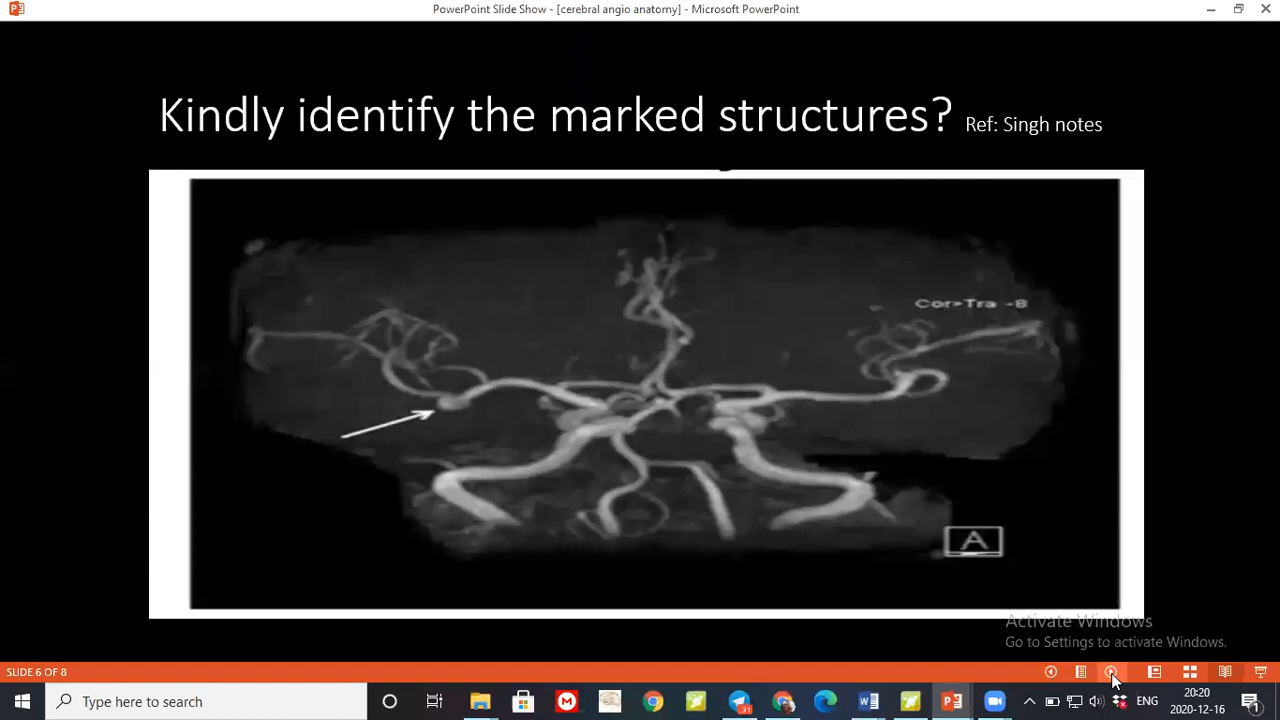 PowerPoint Slide Show - [cerebral angio anatomy] - Microsoft PowerPoint
Kindly identify the marked structures? Ref: Singh notes
Cor>Tra -8
A
Activate Windows
Go to Settings to activate Windows.
SLIDE 6 OF 8
Type here to search
31
ENG
20:20
2020-12-16
1